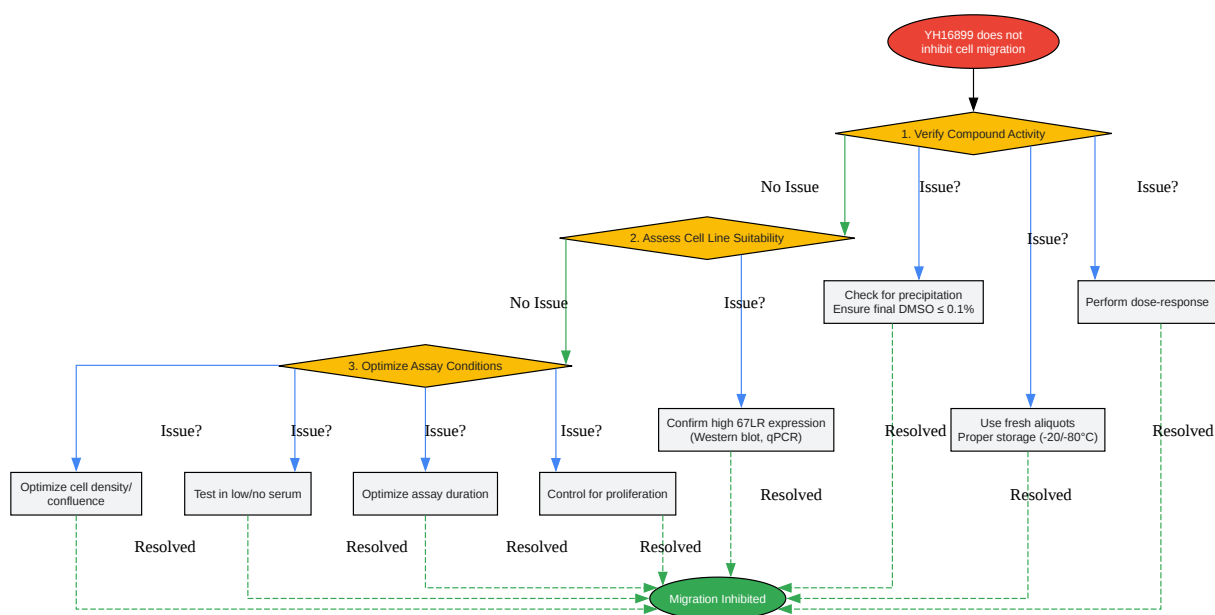 YH16899 does not
inhibit cell migration
1. Verify Compound Activity
No Issue
Issue?
Issue?
2. Assess Cell Line Suitability
Issue?
Check for precipitation
Ensure final DMSO ≤ 0.1%
Perform dose-response
No Issue
Issue?
3. Optimize Assay Conditions
Issue?
Issue?
Issue?
Issue?
Confirm high 67LR expression
(Western blot, qPCR)
Resolved
Use fresh aliquots
Proper storage (-20/-80°C)
Resolved
Optimize cell density/
confluence
Test in low/no serum
Optimize assay duration
Control for proliferation
Resolved
Resolved
Resolved
Resolved
Resolved
Resolved
Migration Inhibited